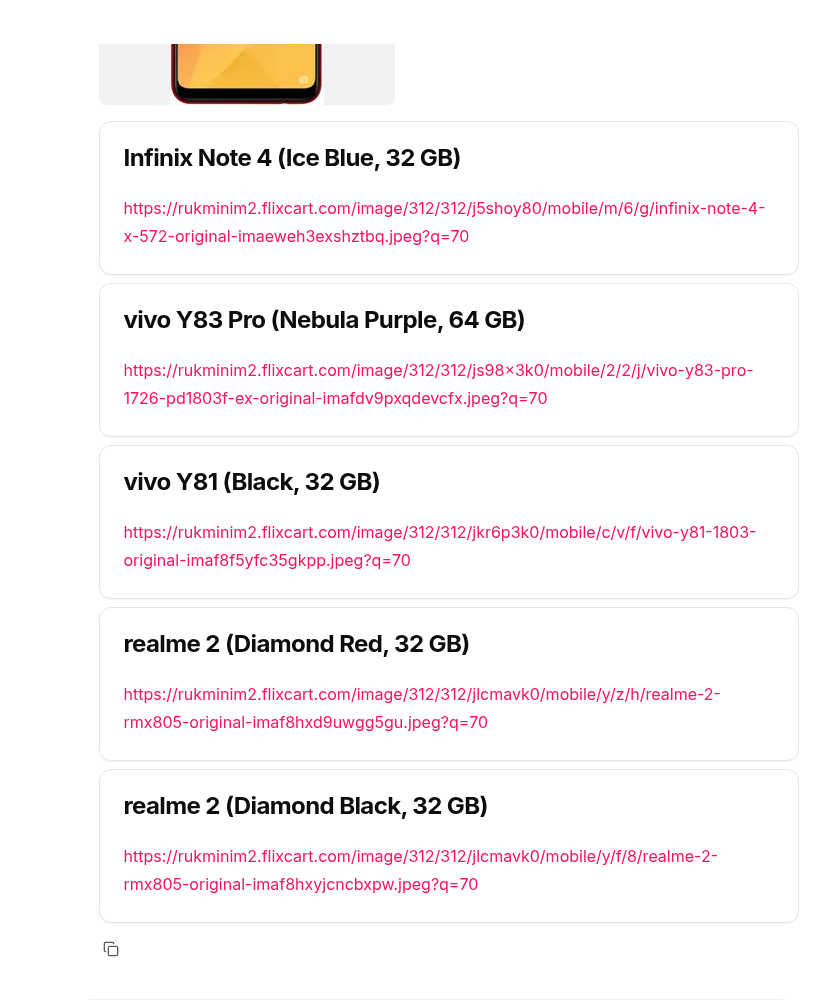 Infinix Note 4 (Ice Blue, 32 GB)
https://rukminim2.flixcart.com/image/312/312/j5shoy80/mobile/m/6/g/infinix-note-4-
x-572-original-imaeweh3exshztbq.jpeg?q=70
vivo Y83 Pro (Nebula Purple, 64 GB)
https://rukminim2.flixcart.com/image/312/312/js98×3k0/mobile/2/2/j/vivo-y83-pro-
1726-pd1803f-ex-original-imafdv9pxqdevcfx.jpeg?q=70
vivo Y81 (Black, 32 GB)
https://rukminim2.flixcart.com/image/312/312/jkr6p3k0/mobile/c/v/f/vivo-y81-1803-
original-imaf8f5yfc35gkpp.jpeg?q=70
realme 2 (Diamond Red, 32 GB)
https://rukminim2.flixcart.com/image/312/312/jlcmavk0/mobile/y/z/h/realme-2-
rmx805-original-imaf8hxd9uwgg5gu.jpeg?q=70
realme 2 (Diamond Black, 32 GB)
https://rukminim2.flixcart.com/image/312/312/jlcmavk0/mobile/y/f/8/realme-2-
rmx805-original-imaf8hxyjcncbxpw.jpeg?q=70